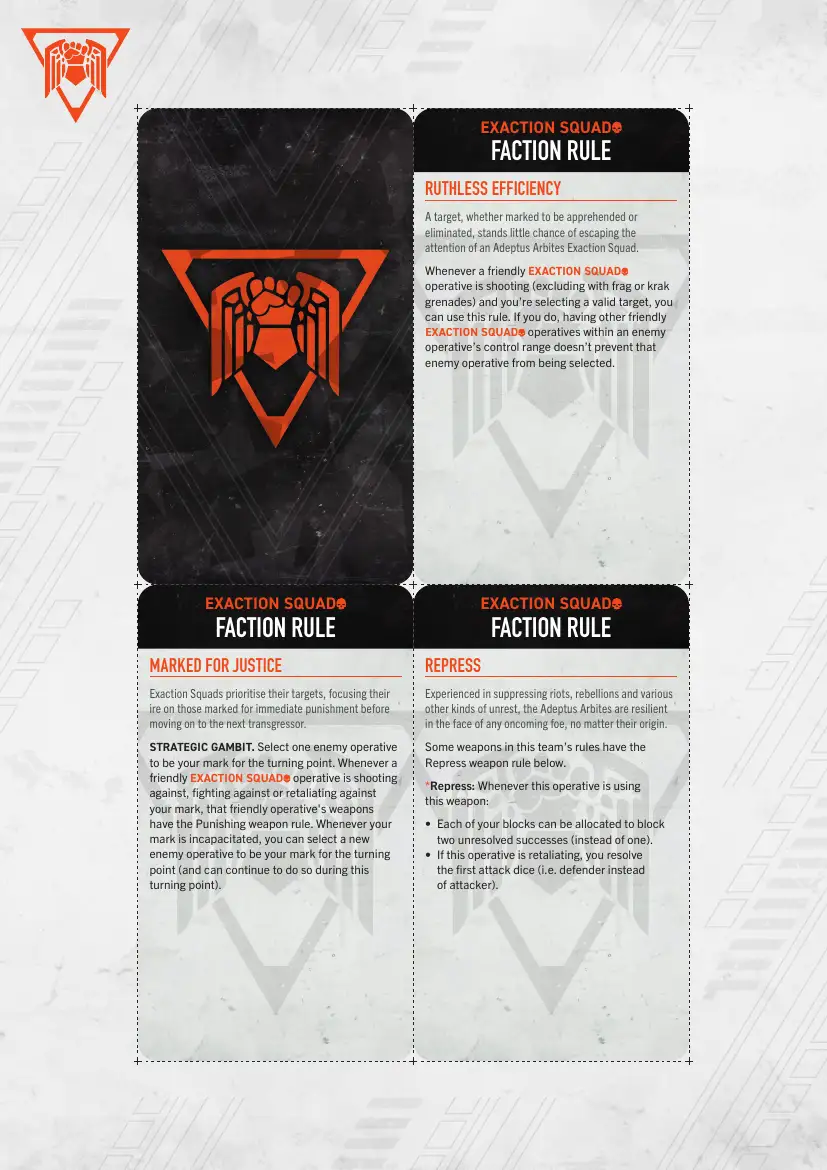 EXACTION SQUAD
FACTION RULE
RUTHLESS EFFICIENCY
A target, whether marked to be apprehended or
eliminated, stands little chance of escaping the
attention of an Adeptus Arbites Exaction Squad.
Whenever a friendly EXACTION SQUAD
operative is shooting (excluding with frag or krak
grenades) and you're selecting a valid target, you
can use this rule. If you do, having other friendly
EXACTION SQUAD operatives within an enemy
operative's control range doesn't prevent that
enemy operative from being selected.
EXACTION SQUAD
FACTION RULE
MARKED FOR JUSTICE
Exaction Squads prioritise their targets, focusing their
ire on those marked for immediate punishment before
moving on to the next transgressor.
STRATEGIC GAMBIT. Select one enemy operative
to be your mark for the turning point. Whenever a
friendly EXACTION SQUAD operative is shooting
against, fighting against or retaliating against
your mark, that friendly operative's weapons
have the Punishing weapon rule. Whenever your
mark is incapacitated, you can select a new
enemy operative to be your mark for the turning
point (and can continue to do so during this
turning point).
EXACTION SQUAD
FACTION RULE
REPRESS
Experienced in suppressing riots, rebellions and various
other kinds of unrest, the Adeptus Arbites are resilient
in the face of any oncoming foe, no matter their origin.
Some weapons in this team's rules have the
Repress weapon rule below.
*Repress: Whenever this operative is using
this weapon:
• Each of your blocks can be allocated to block
two unresolved successes (instead of one).
• If this operative is retaliating, you resolve
the first attack dice (i.e. defender instead
of attacker).